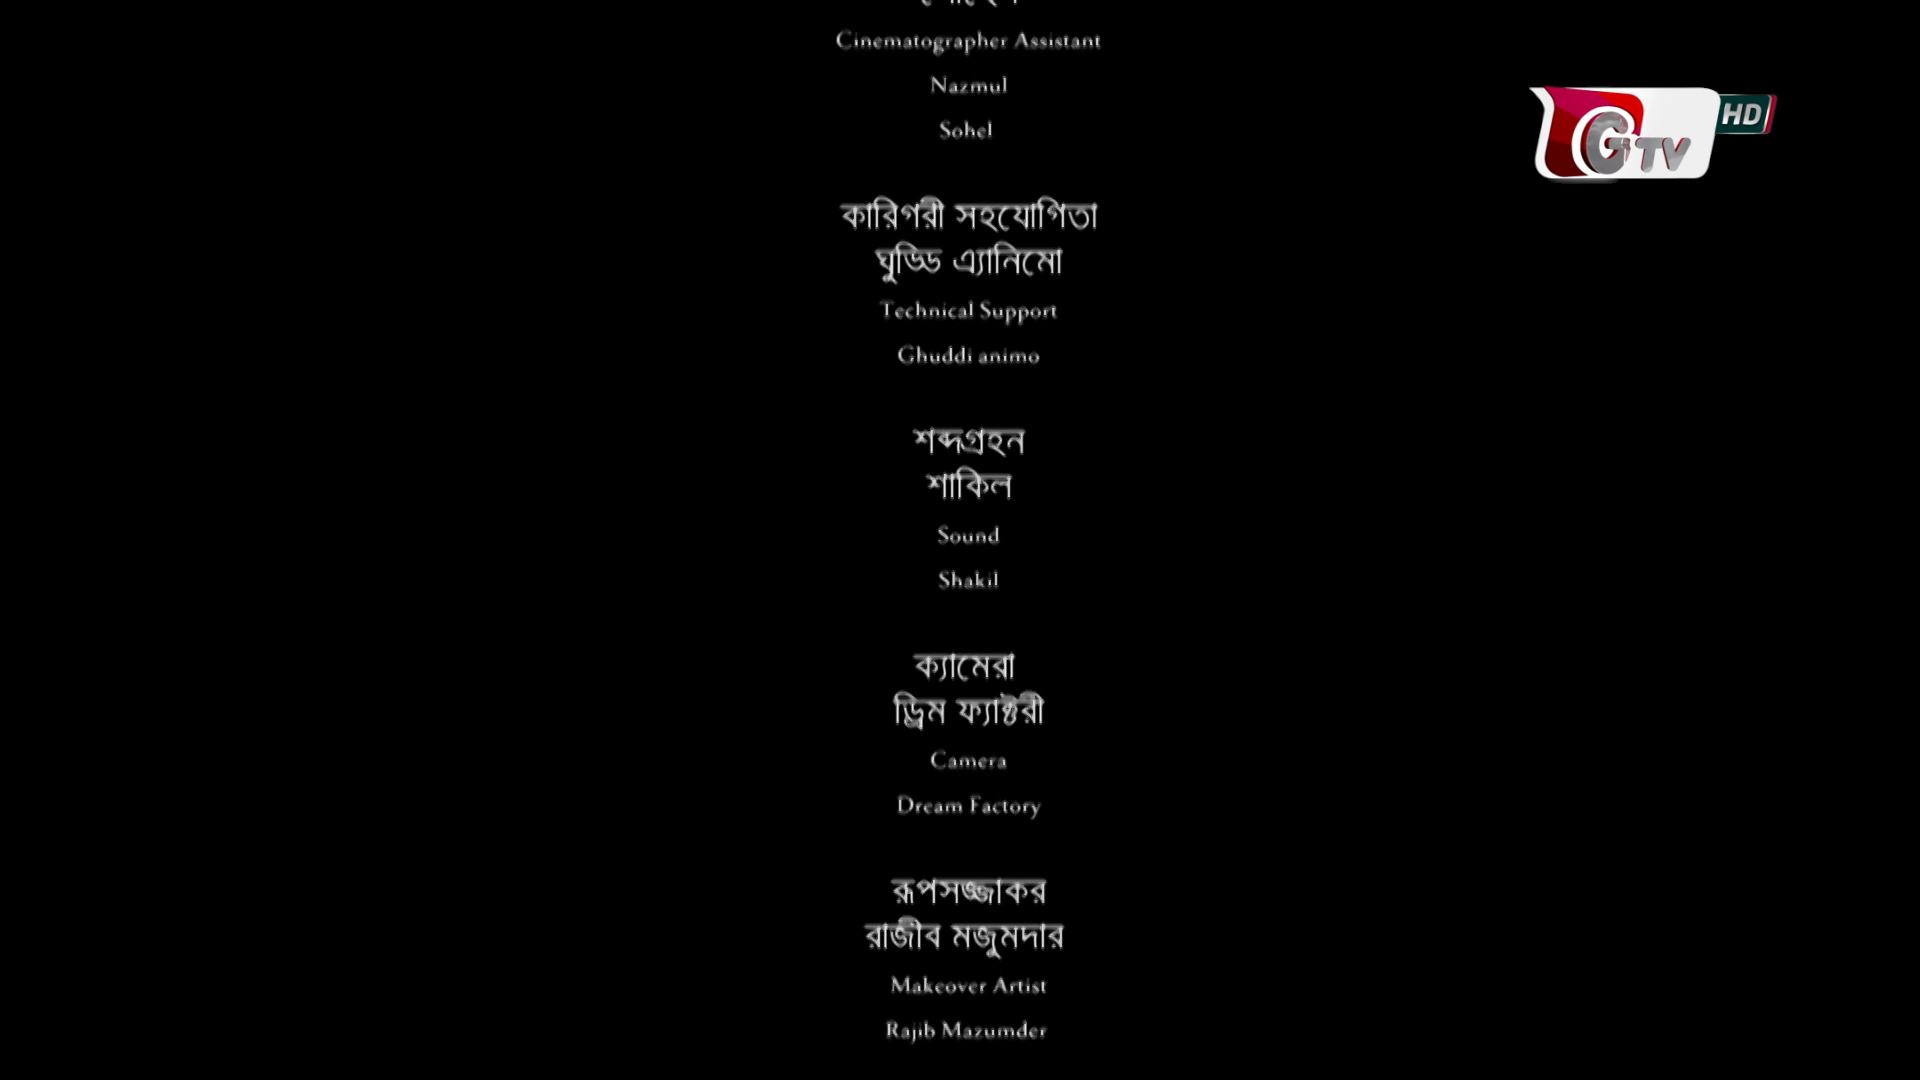 Cinematographer Assistant
Nazmul
Sohel
GTV HD
কারিগরী সহযোগিতা
ঘুড্ডি এ্যানিমো
Technical Support
Ghuddi animo
শব্দগ্রহন
শাকিল
Sound
Shakil
ক্যামেরা
ড্রিম ফ্যাক্টরী
Camera
Dream Factory
রূপসজ্জাকর
রাজীব মজুমদার
Makeover Artist
Rajib Mazumder